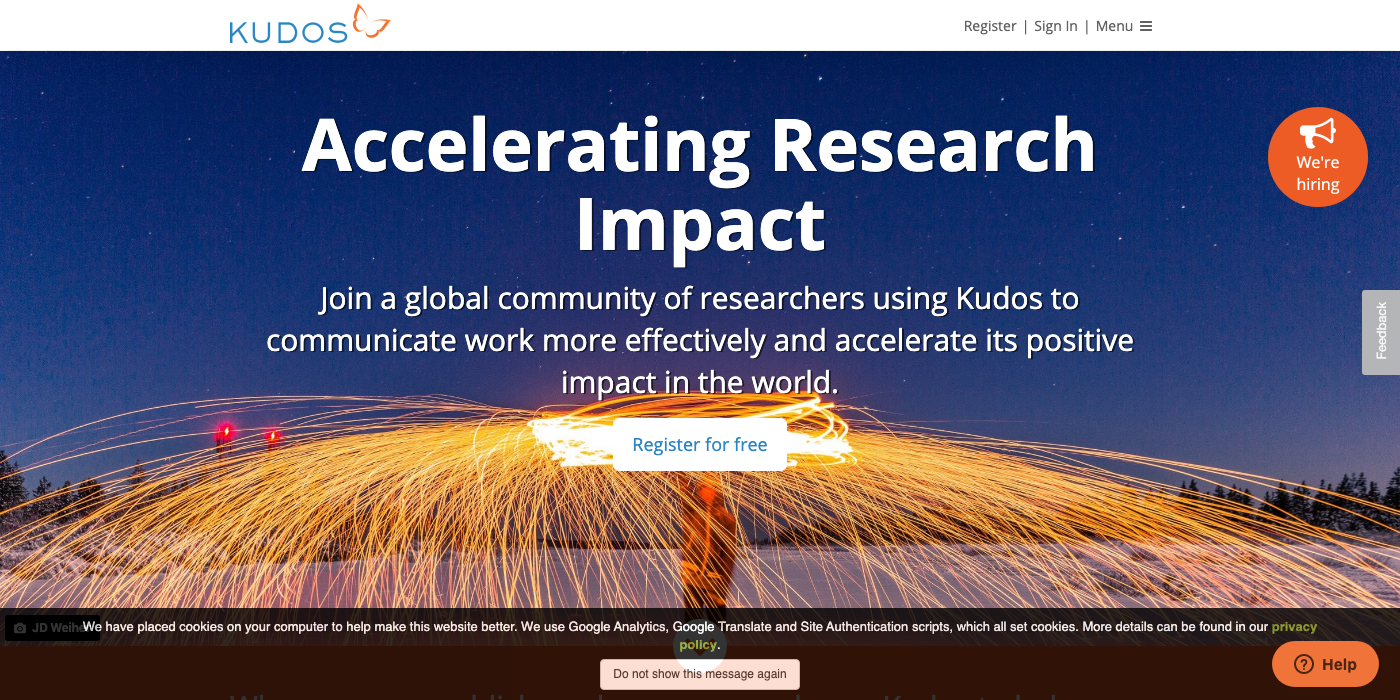 KUDOS
Register | Sign In | Menu
Accelerating Research
Impact
We're
hiring
Join a global community of researchers using Kudos to
communicate work more effectively and accelerate its positive
impact in the world.
Feedback
Register for free
JD
We have placed cookies on your computer to help make this website better. We use Google Analytics, Google Translate and Site Authentication scripts, which all set cookies. More details can be found in our privacy
policy.
Do not show this message again
Help